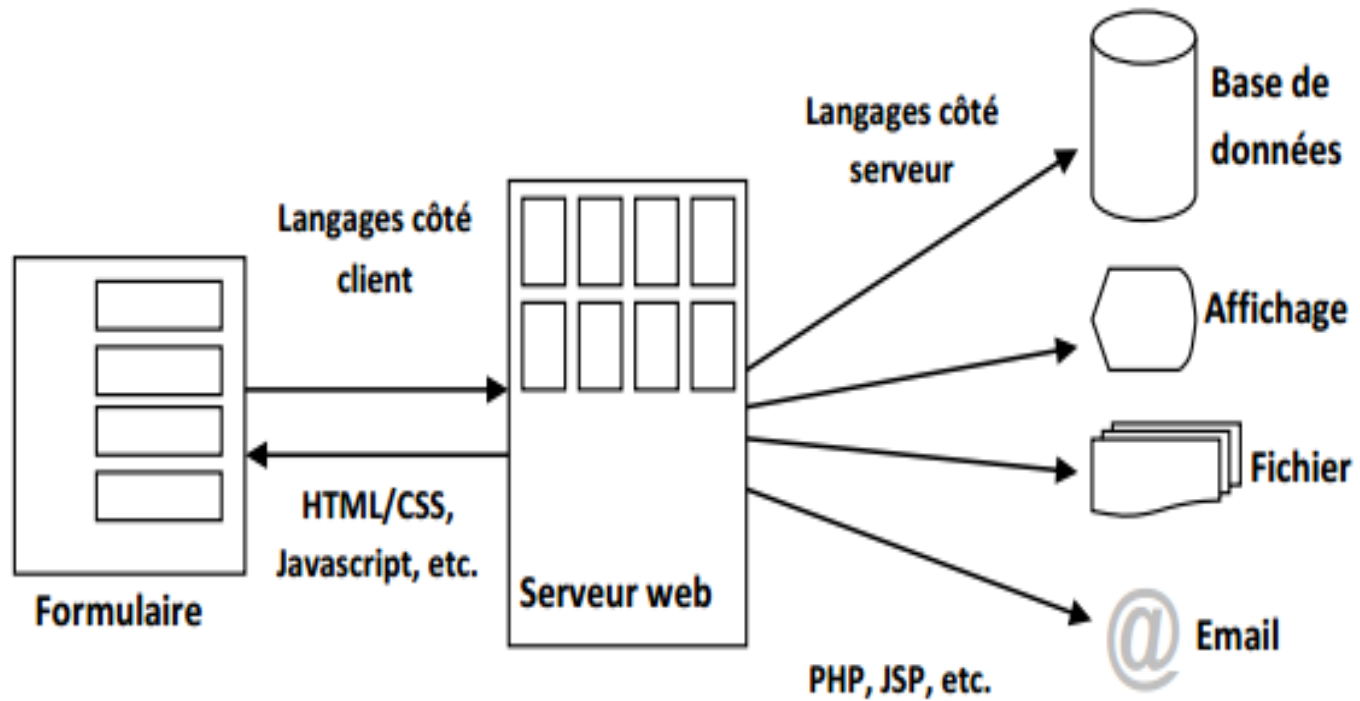 Langages côté
client
HTML/CSS,
Javascript, etc.
Formulaire
Serveur web
Langages côté
serveur
PHP, JSP, etc.
Base de
données
Affichage
Fichier
@
Email